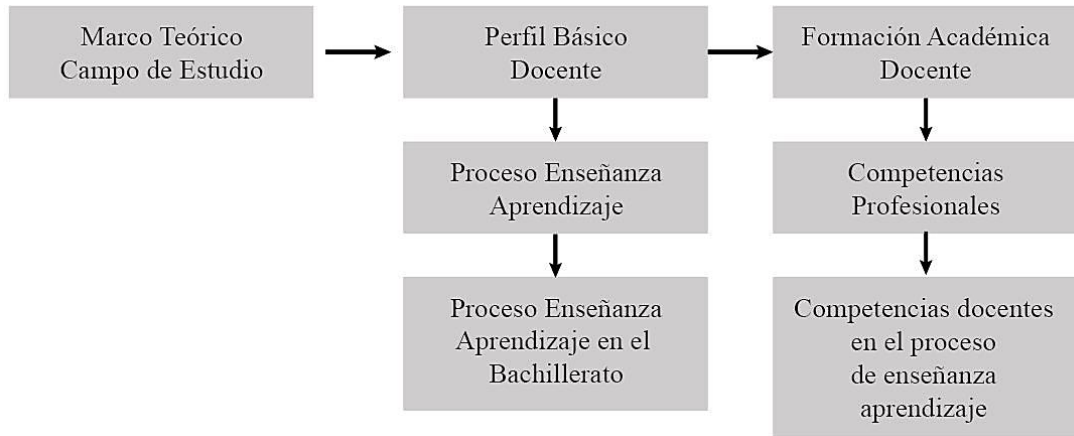 Marco Teórico
Campo de Estudio
Perfil Básico
Docente
Formación Académica
Docente
Proceso Enseñanza
Aprendizaje
Competencias
Profesionales
Proceso Enseñanza
Aprendizaje en el
Bachillerato
Competencias docentes
en el proceso
de enseñanza
aprendizaje